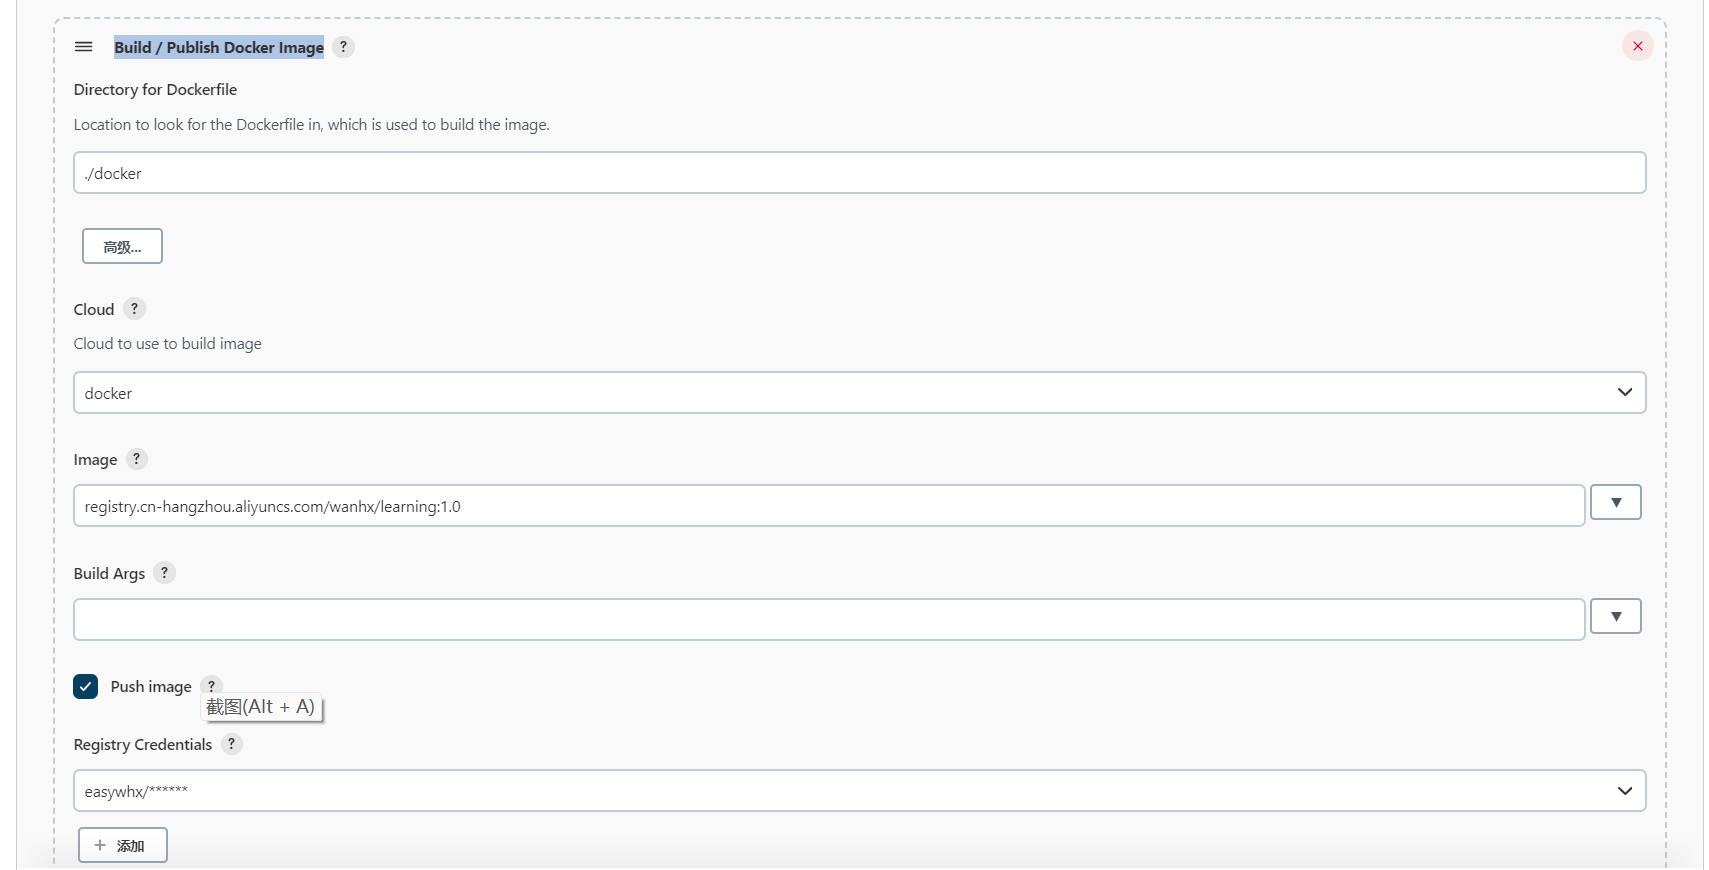 Build / Publish Docker Image ?
Directory for Dockerfile
Location to look for the Dockerfile in, which is used to build the image.
./docker
高级...
Cloud ?
Cloud to use to build image
docker
Image ?
registry.cn-hangzhou.aliyuncs.com/wanhx/learning:1.0
Build Args ?
Push image ?
截图(Alt + A)
Registry Credentials ?
easywhx/******
+ 添加